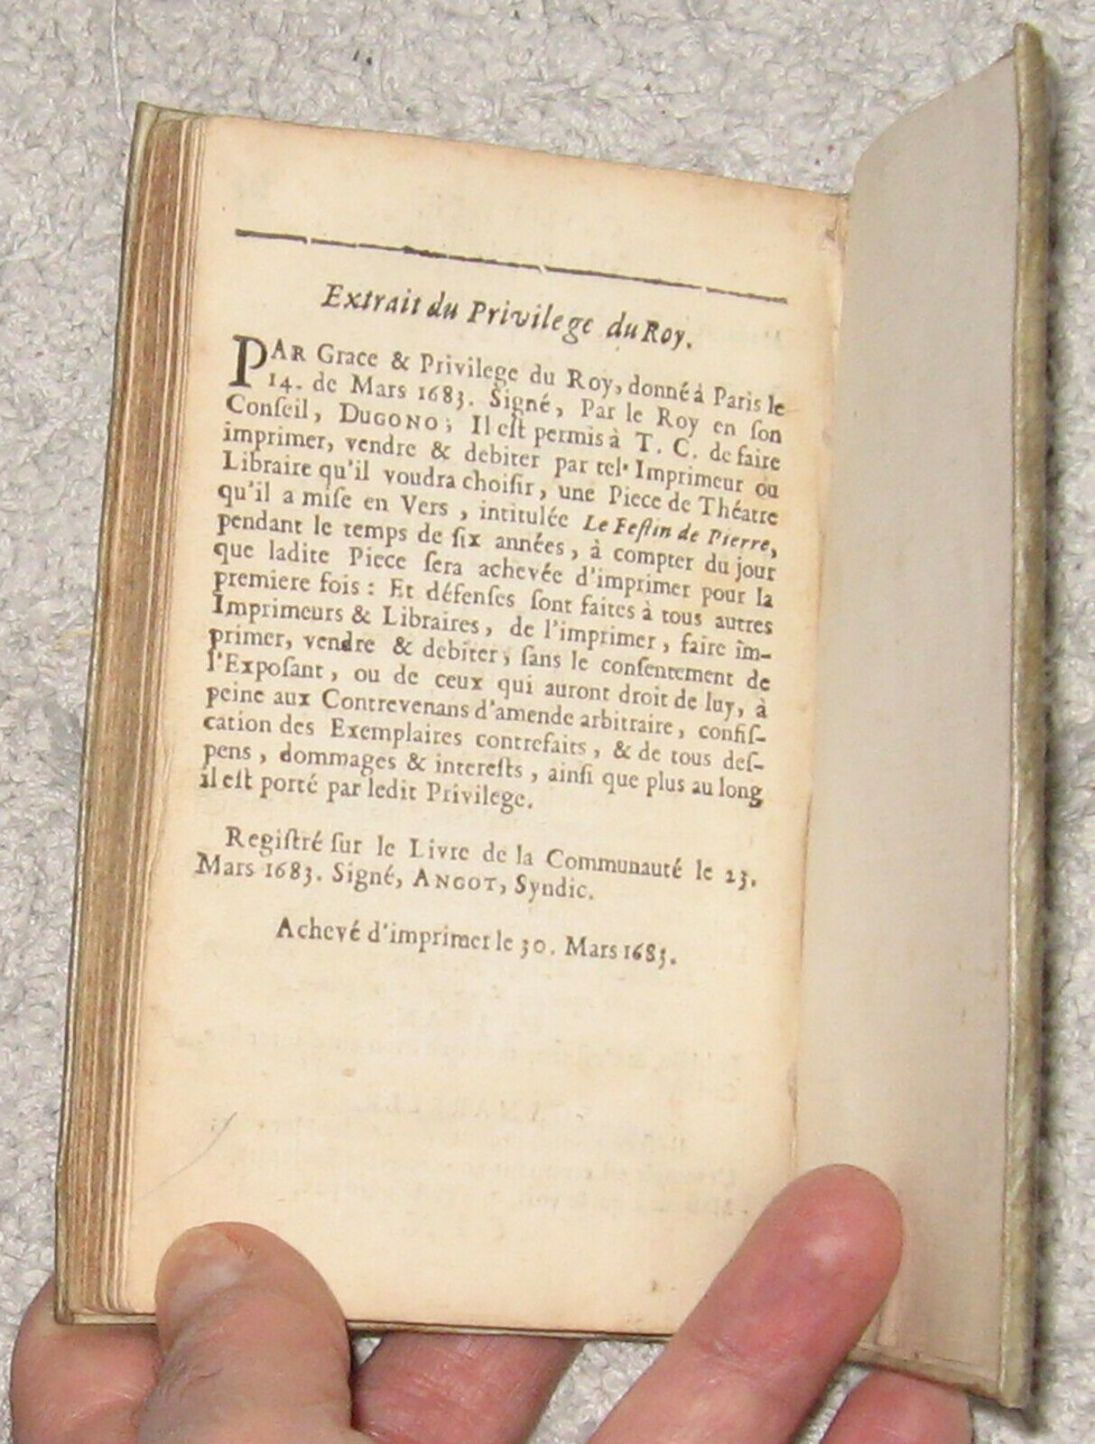 Extrait du Privilege du Roy.
PAR Grace & Privilege du Roy, donné à Paris le
14. de Mars 1683. Signé, Par le Roy en ſon
Conſeil, DUGONO; Il eſt permis à T. C. de faire
imprimer, vendre & debiter par tel Imprimeur ou
Libraire qu'il voudra choiſir, une Piece de Théatre
qu'il a miſe en Vers, intitulée Le Feſtin de Pierre,
pendant le temps de ſix années, à compter du jour
que ladite Piece ſera achevée d'imprimer pour la
premiere fois: Et défenſes ſont faites à tous autres
Imprimeurs & Libraires, de l'imprimer, faire im-
primer, vendre & debiter, ſans le conſentement de
l'Expoſant, ou de ceux qui auront droit de luy, à
peine aux Contrevenans d'amende arbitraire, confiſ-
cation des Exemplaires contrefaits, & de tous deſ-
pens, dommages & intereſts, ainſi que plus au long
il eſt porté par ledit Privilege.
Regiſtré ſur le Livre de la Communauté le 23.
Mars 1683. Signé, ANGOT, Syndic.
Achevé d'imprimer le 30. Mars 1683.